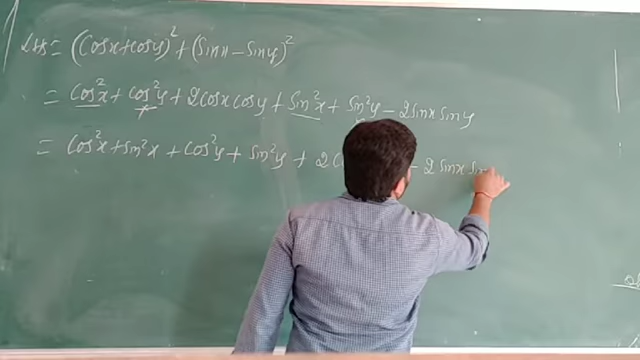 LHS = (Cosx+cosy)² + (Sinx - Siny)²
= Cos²x + cos²y + 2cosx cosy + Sin²x + Sin²y - 2Sinx Siny
= Cos²x + Sin²x + Cos²y + Sin²y + 2 - 2 Sinx